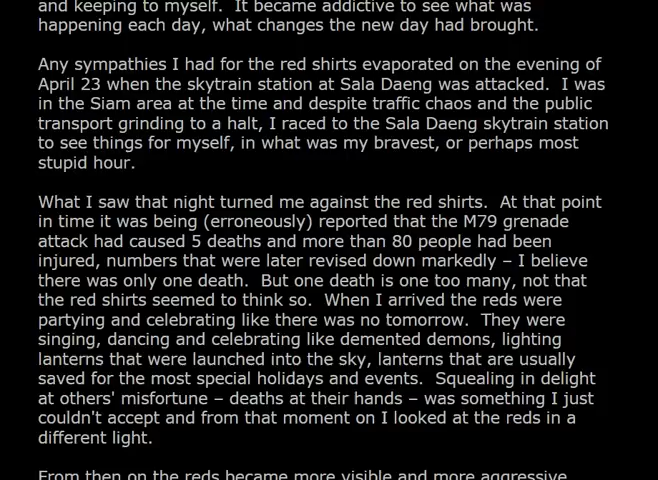 and keeping to myself.  It became addictive to see what was
happening each day, what changes the new day had brought.
Any sympathies I had for the red shirts evaporated on the evening of
April 23 when the skytrain station at Sala Daeng was attacked.  I was
in the Siam area at the time and despite traffic chaos and the public
transport grinding to a halt, I raced to the Sala Daeng skytrain station
to see things for myself, in what was my bravest, or perhaps most
stupid hour.
What I saw that night turned me against the red shirts.  At that point
in time it was being (erroneously) reported that the M79 grenade
attack had caused 5 deaths and more than 80 people had been
injured, numbers that were later revised down markedly – I believe
there was only one death.  But one death is one too many, not that
the red shirts seemed to think so.  When I arrived the reds were
partying and celebrating like there was no tomorrow.  They were
singing, dancing and celebrating like demented demons, lighting
lanterns that were launched into the sky, lanterns that are usually
saved for the most special holidays and events.  Squealing in delight
at others' misfortune – deaths at their hands – was something I just
couldn't accept and from that moment on I looked at the reds in a
different light.
From then on the reds became more visible and more aggressive